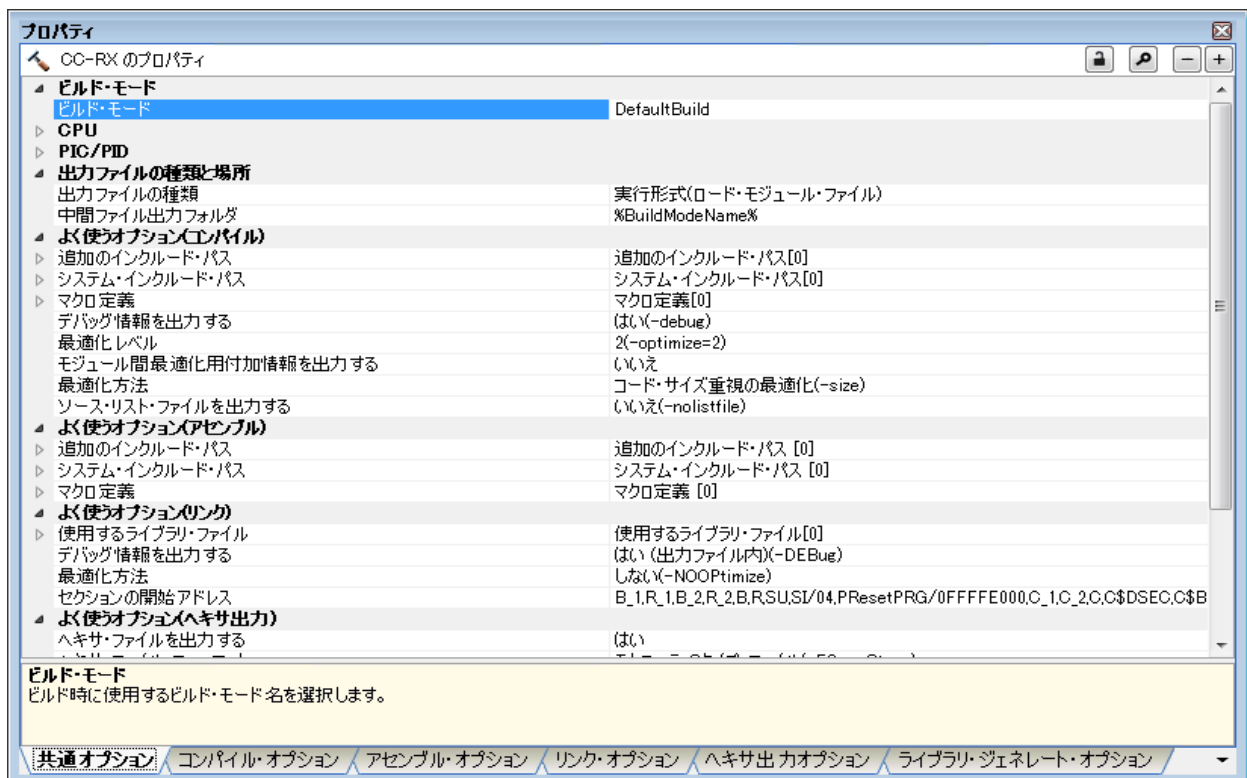 プロパティ
CC-RX のプロパティ
ビルド・モード
ビルド・モード DefaultBuild
CPU
PIC/PID
出力ファイルの種類と場所
出力ファイルの種類 実行形式(ロード・モジュール・ファイル)
中間ファイル出力フォルダ %BuildModeName%
よく使うオプション(コンパイル)
追加のインクルード・パス 追加のインクルード・パス[0]
システム・インクルード・パス システム・インクルード・パス[0]
マクロ定義 マクロ定義[0]
デバッグ情報を出力する はい(-debug)
最適化レベル 2(-optimize=2)
モジュール間最適化用付加情報を出力する いいえ
最適化方法 コード・サイズ重視の最適化(-size)
ソース・リスト・ファイルを出力する いいえ(-nolistfile)
よく使うオプション(アセンブル)
追加のインクルード・パス 追加のインクルード・パス [0]
システム・インクルード・パス システム・インクルード・パス [0]
マクロ定義 マクロ定義 [0]
よく使うオプション(リンク)
使用するライブラリ・ファイル 使用するライブラリ・ファイル[0]
デバッグ情報を出力する はい (出力ファイル内)(-DEBug)
最適化方法 しない(-NOOPtimize)
セクションの開始アドレス B_1,R_1,B_2,R_2,B,R,SU,SI/04,PResetPRG/0FFFFE000,C_1,C_2,C,C$DSEC,C$B
よく使うオプション(ヘキサ出力)
ヘキサ・ファイルを出力する はい
ビルド・モード
ビルド時に使用するビルド・モード名を選択します。
共通オプション コンパイル・オプション アセンブル・オプション リンク・オプション ヘキサ出力オプション ライブラリ・ジェネレート・オプション